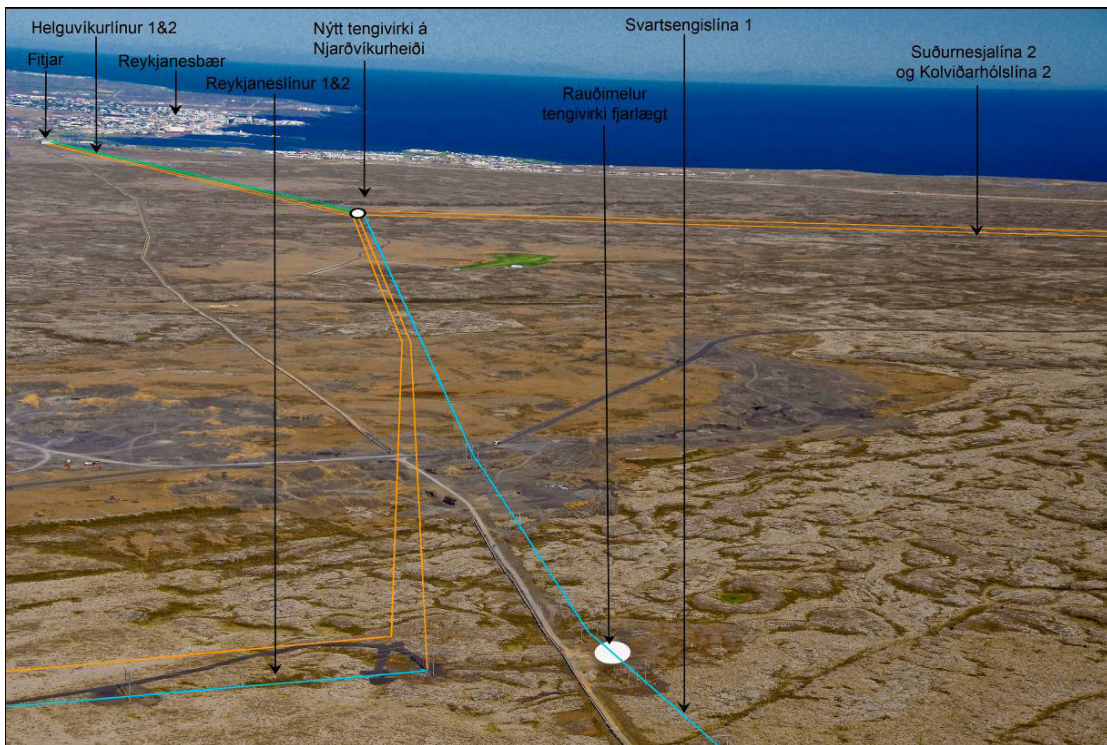 Helguvíkurlínur 1&2
Fitjar
Reykjanesbær
Reykjaneslínur 1&2
Nýtt tengivirki á
Njarðvíkurheiði
Rauðimelur
tengivirki fjarlægt
Svartsengislína 1
Suðurnesjalína 2
og Kolviðarhólslína 2